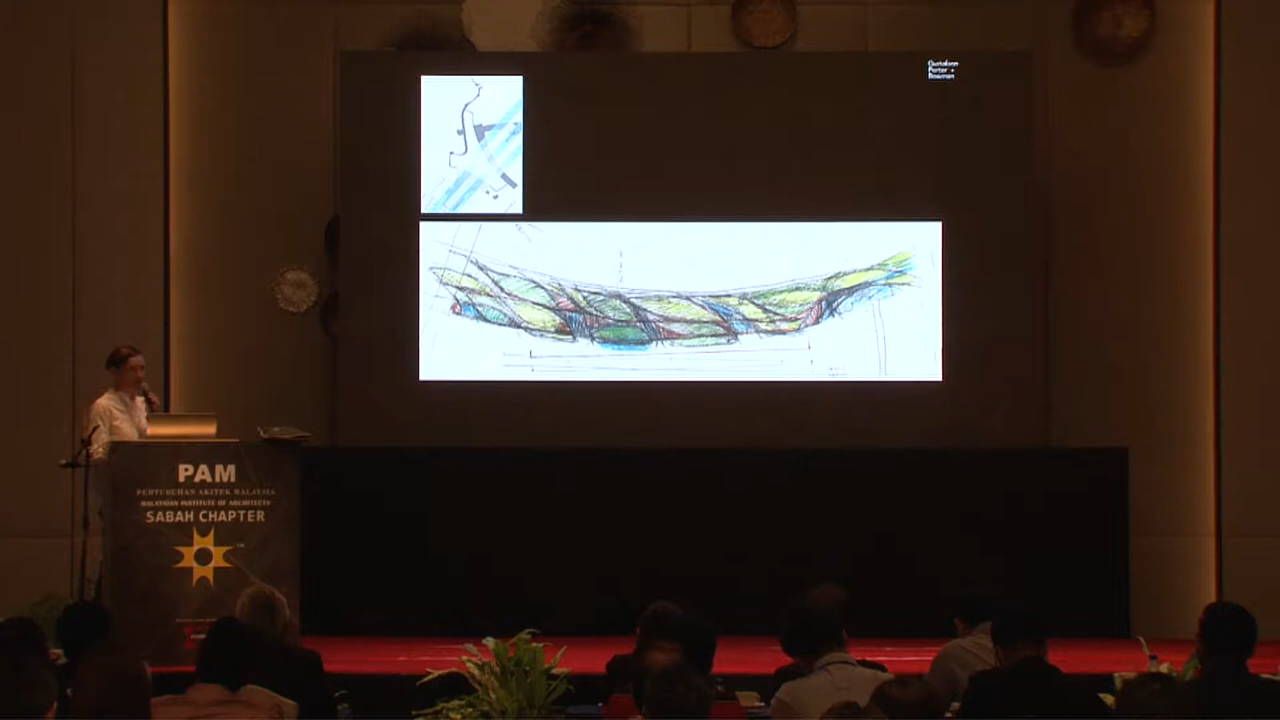 Gustafson
Porter +
Bowman
PAM
PERTUBUHAN AKITEK MALAYSIA
MALAYSIAN INSTITUTE OF ARCHITECTS
SABAH CHAPTER